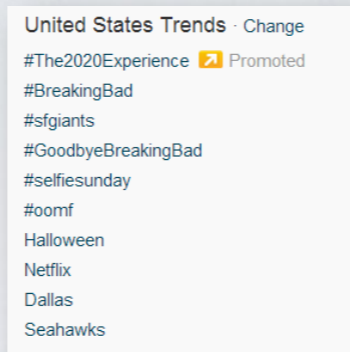 United States Trends · Change
#The2020Experience Promoted
#BreakingBad
#sfgiants
#GoodbyeBreakingBad
#selfiesunday
#oomf
Halloween
Netflix
Dallas
Seahawks